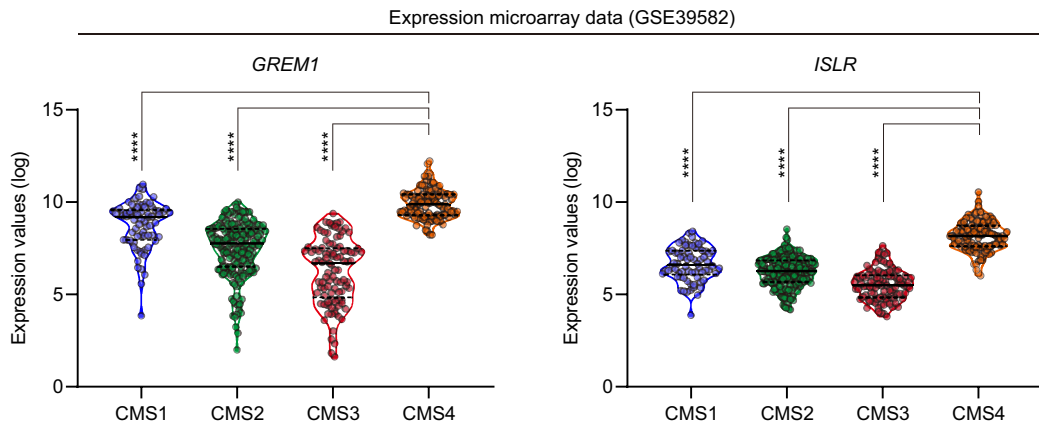 Expression microarray data (GSE39582)
GREM1
Expression values (log)
15
10
5
0
****
****
****
CMS1 CMS2 CMS3 CMS4
ISLR
Expression values (log)
15
10
5
0
****
****
****
CMS1 CMS2 CMS3 CMS4